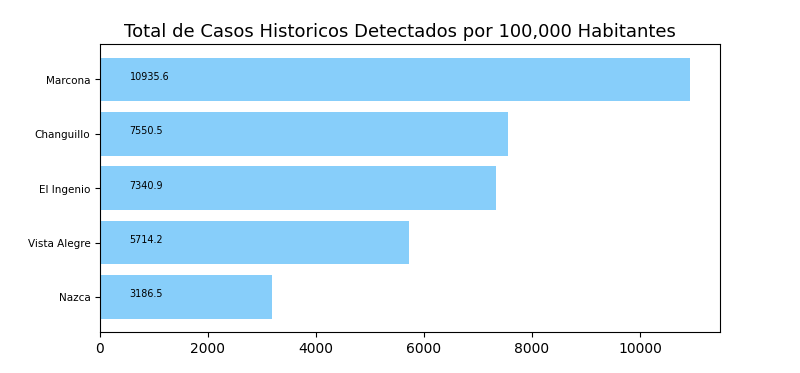 Total de Casos Historicos Detectados por 100,000 Habitantes
Marcona 10935.6
Changuillo 7550.5
El Ingenio 7340.9
Vista Alegre 5714.2
Nazca 3186.5
0 2000 4000 6000 8000 10000